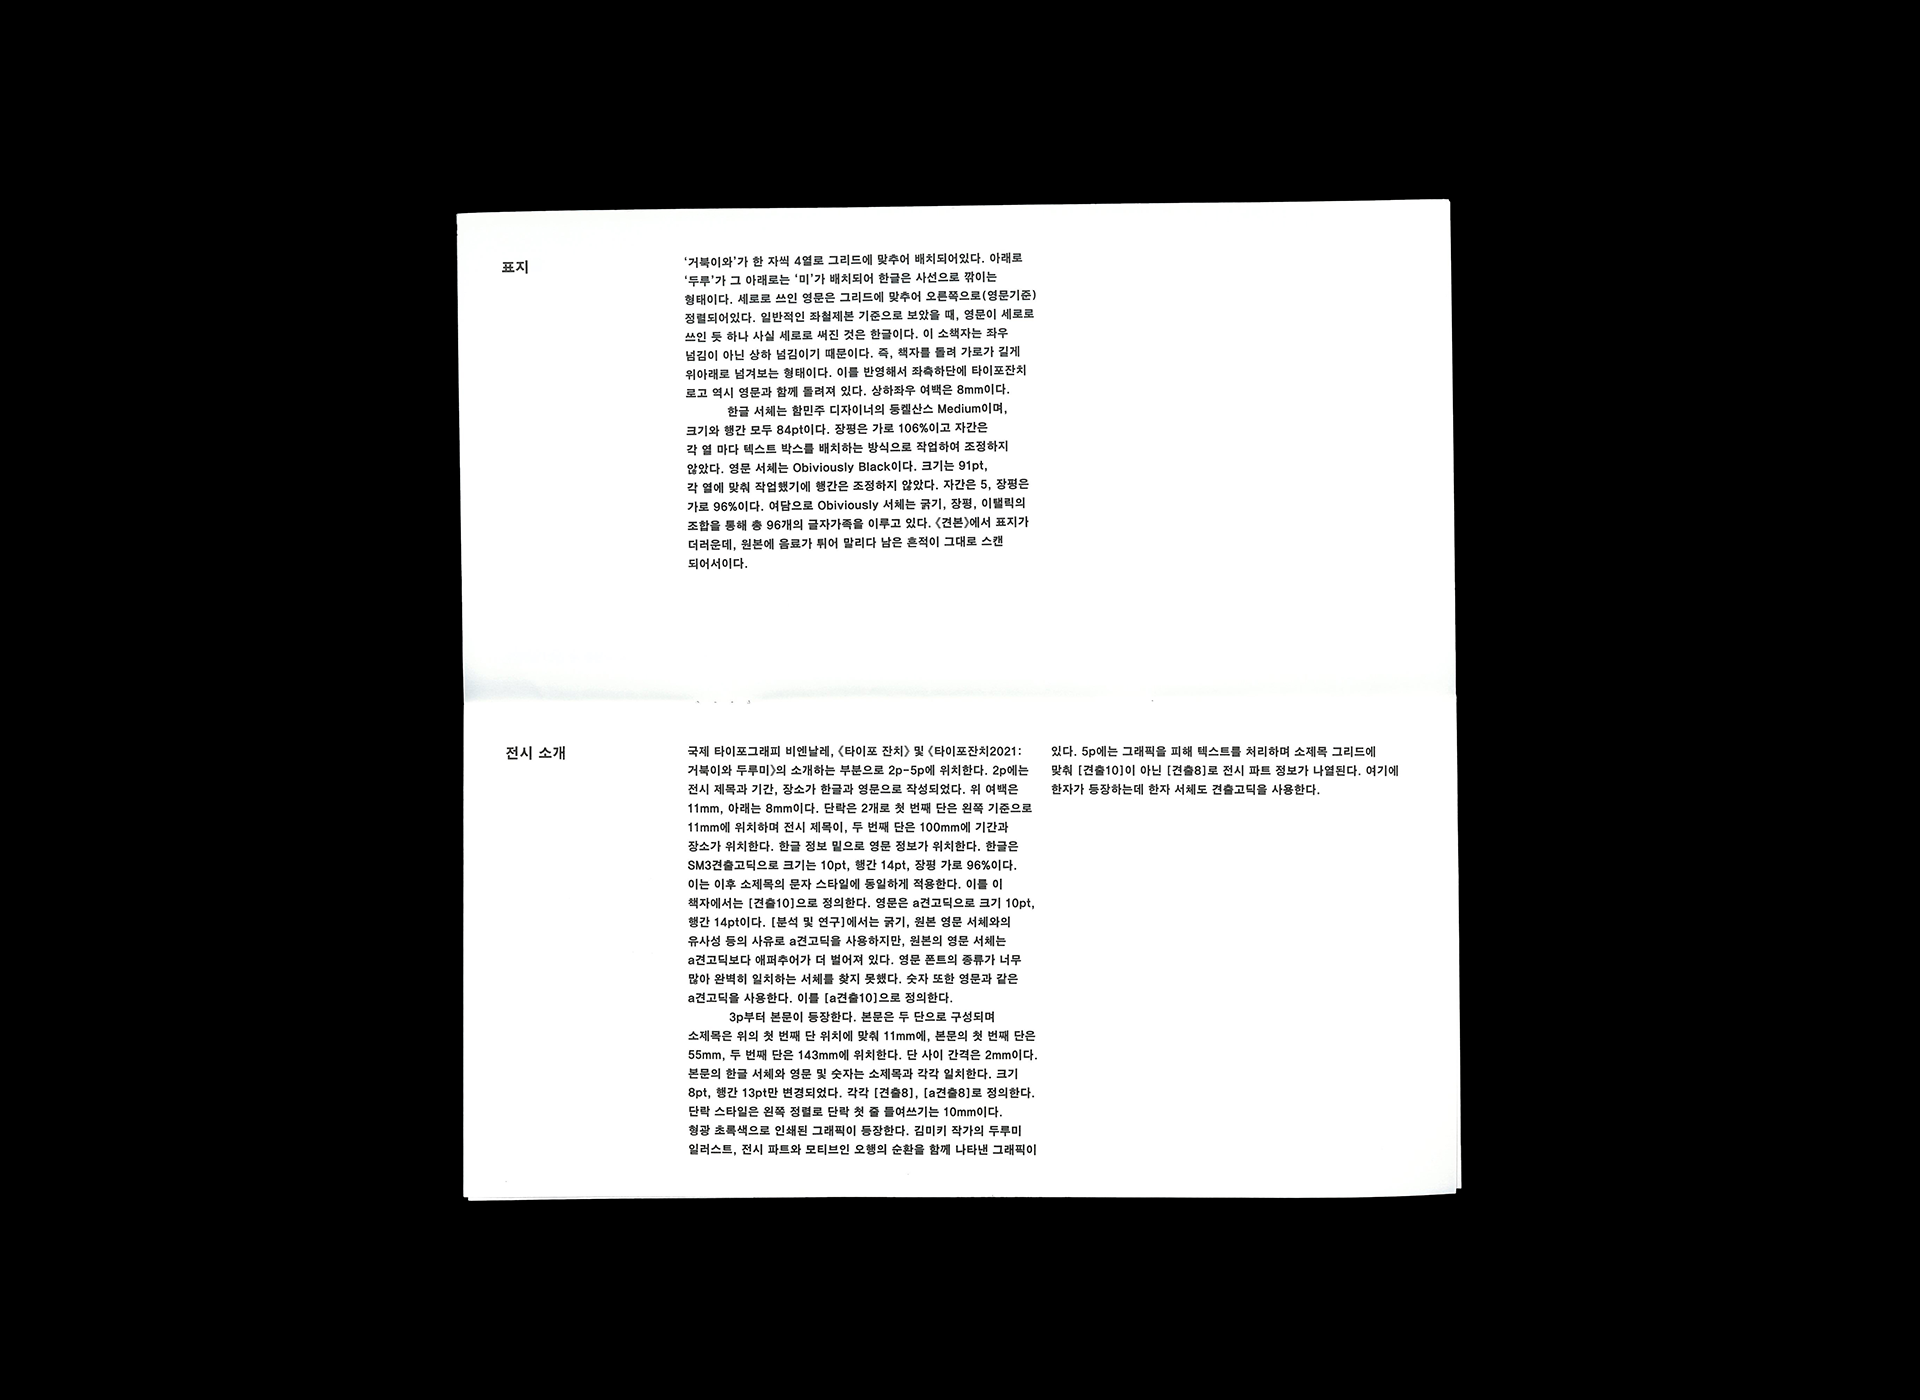 표지
‘거북이와’가 한 자씩 4열로 그리드에 맞추어 배치되어있다. 아래로
‘두루’가 그 아래로는 ‘미’가 배치되어 한글은 사선으로 깎이는
형태이다. 세로로 쓰인 영문은 그리드에 맞추어 오른쪽으로(영문기준)
정렬되어있다. 일반적인 좌철제본 기준으로 보았을 때, 영문이 세로로
쓰인 듯 하나 사실 세로로 써진 것은 한글이다. 이 소책자는 좌우
넘김이 아닌 상하 넘김이기 때문이다. 즉, 책자를 돌려 가로가 길게
위아래로 넘겨보는 형태이다. 이를 반영해서 좌측하단에 타이포잔치
로고 역시 영문과 함께 돌려져 있다. 상하좌우 여백은 8mm이다.
한글 서체는 함민주 디자이너의 둥켈산스 Medium이며,
크기와 행간 모두 84pt이다. 장평은 가로 106%이고 자간은
각 열 마다 텍스트 박스를 배치하는 방식으로 작업하여 조정하지
않았다. 영문 서체는 Obiviously Black이다. 크기는 91pt,
각 열에 맞춰 작업했기에 행간은 조정하지 않았다. 자간은 5, 장평은
가로 96%이다. 여담으로 Obiviously 서체는 굵기, 장평, 이탤릭의
조합을 통해 총 96개의 글자가족을 이루고 있다. 《견본》에서 표지가
더러운데, 원본에 음료가 튀어 말리다 남은 흔적이 그대로 스캔
되어서이다.
전시 소개
국제 타이포그래피 비엔날레, 《타이포 잔치》 및 《타이포잔치2021:
거북이와 두루미》의 소개하는 부분으로 2p-5p에 위치한다. 2p에는
전시 제목과 기간, 장소가 한글과 영문으로 작성되었다. 위 여백은
11mm, 아래는 8mm이다. 단락은 2개로 첫 번째 단은 왼쪽 기준으로
11mm에 위치하며 전시 제목이, 두 번째 단은 100mm에 기간과
장소가 위치한다. 한글 정보 밑으로 영문 정보가 위치한다. 한글은
SM3견출고딕으로 크기는 10pt, 행간 14pt, 장평 가로 96%이다.
이는 이후 소제목의 문자 스타일에 동일하게 적용한다. 이를 이
책자에서는 [견출10]으로 정의한다. 영문은 a견고딕으로 크기 10pt,
행간 14pt이다. [분석 및 연구]에서는 굵기, 원본 영문 서체와의
유사성 등의 사유로 a견고딕을 사용하지만, 원본의 영문 서체는
a견고딕보다 애퍼추어가 더 벌어져 있다. 영문 폰트의 종류가 너무
많아 완벽히 일치하는 서체를 찾지 못했다. 숫자 또한 영문과 같은
a견고딕을 사용한다. 이를 [a견출10]으로 정의한다.
3p부터 본문이 등장한다. 본문은 두 단으로 구성되며
소제목은 위의 첫 번째 단 위치에 맞춰 11mm에, 본문의 첫 번째 단은
55mm, 두 번째 단은 143mm에 위치한다. 단 사이 간격은 2mm이다.
본문의 한글 서체와 영문 및 숫자는 소제목과 각각 일치한다. 크기
8pt, 행간 13pt만 변경되었다. 각각 [견출8], [a견출8]로 정의한다.
단락 스타일은 왼쪽 정렬로 단락 첫 줄 들여쓰기는 10mm이다.
형광 초록색으로 인쇄된 그래픽이 등장한다. 김미키 작가의 두루미
일러스트, 전시 파트와 모티브인 오행의 순환을 함께 나타낸 그래픽이
있다. 5p에는 그래픽을 피해 텍스트를 처리하며 소제목 그리드에
맞춰 [견출10]이 아닌 [견출8]로 전시 파트 정보가 나열된다. 여기에
한자가 등장하는데 한자 서체도 견출고딕을 사용한다.